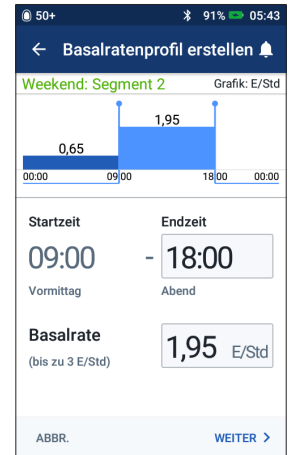 50+ 91% 05:43
Basalratenprofil erstellen
Weekend: Segment 2 Grafik: E/Std
1,95
0,65
00:00 09:00 18:00 00:00
Startzeit Endzeit
09:00 - 18:00
Vormittag Abend
Basalrate
1,95 E/Std
(bis zu 3 E/Std)
ABBR. WEITER >